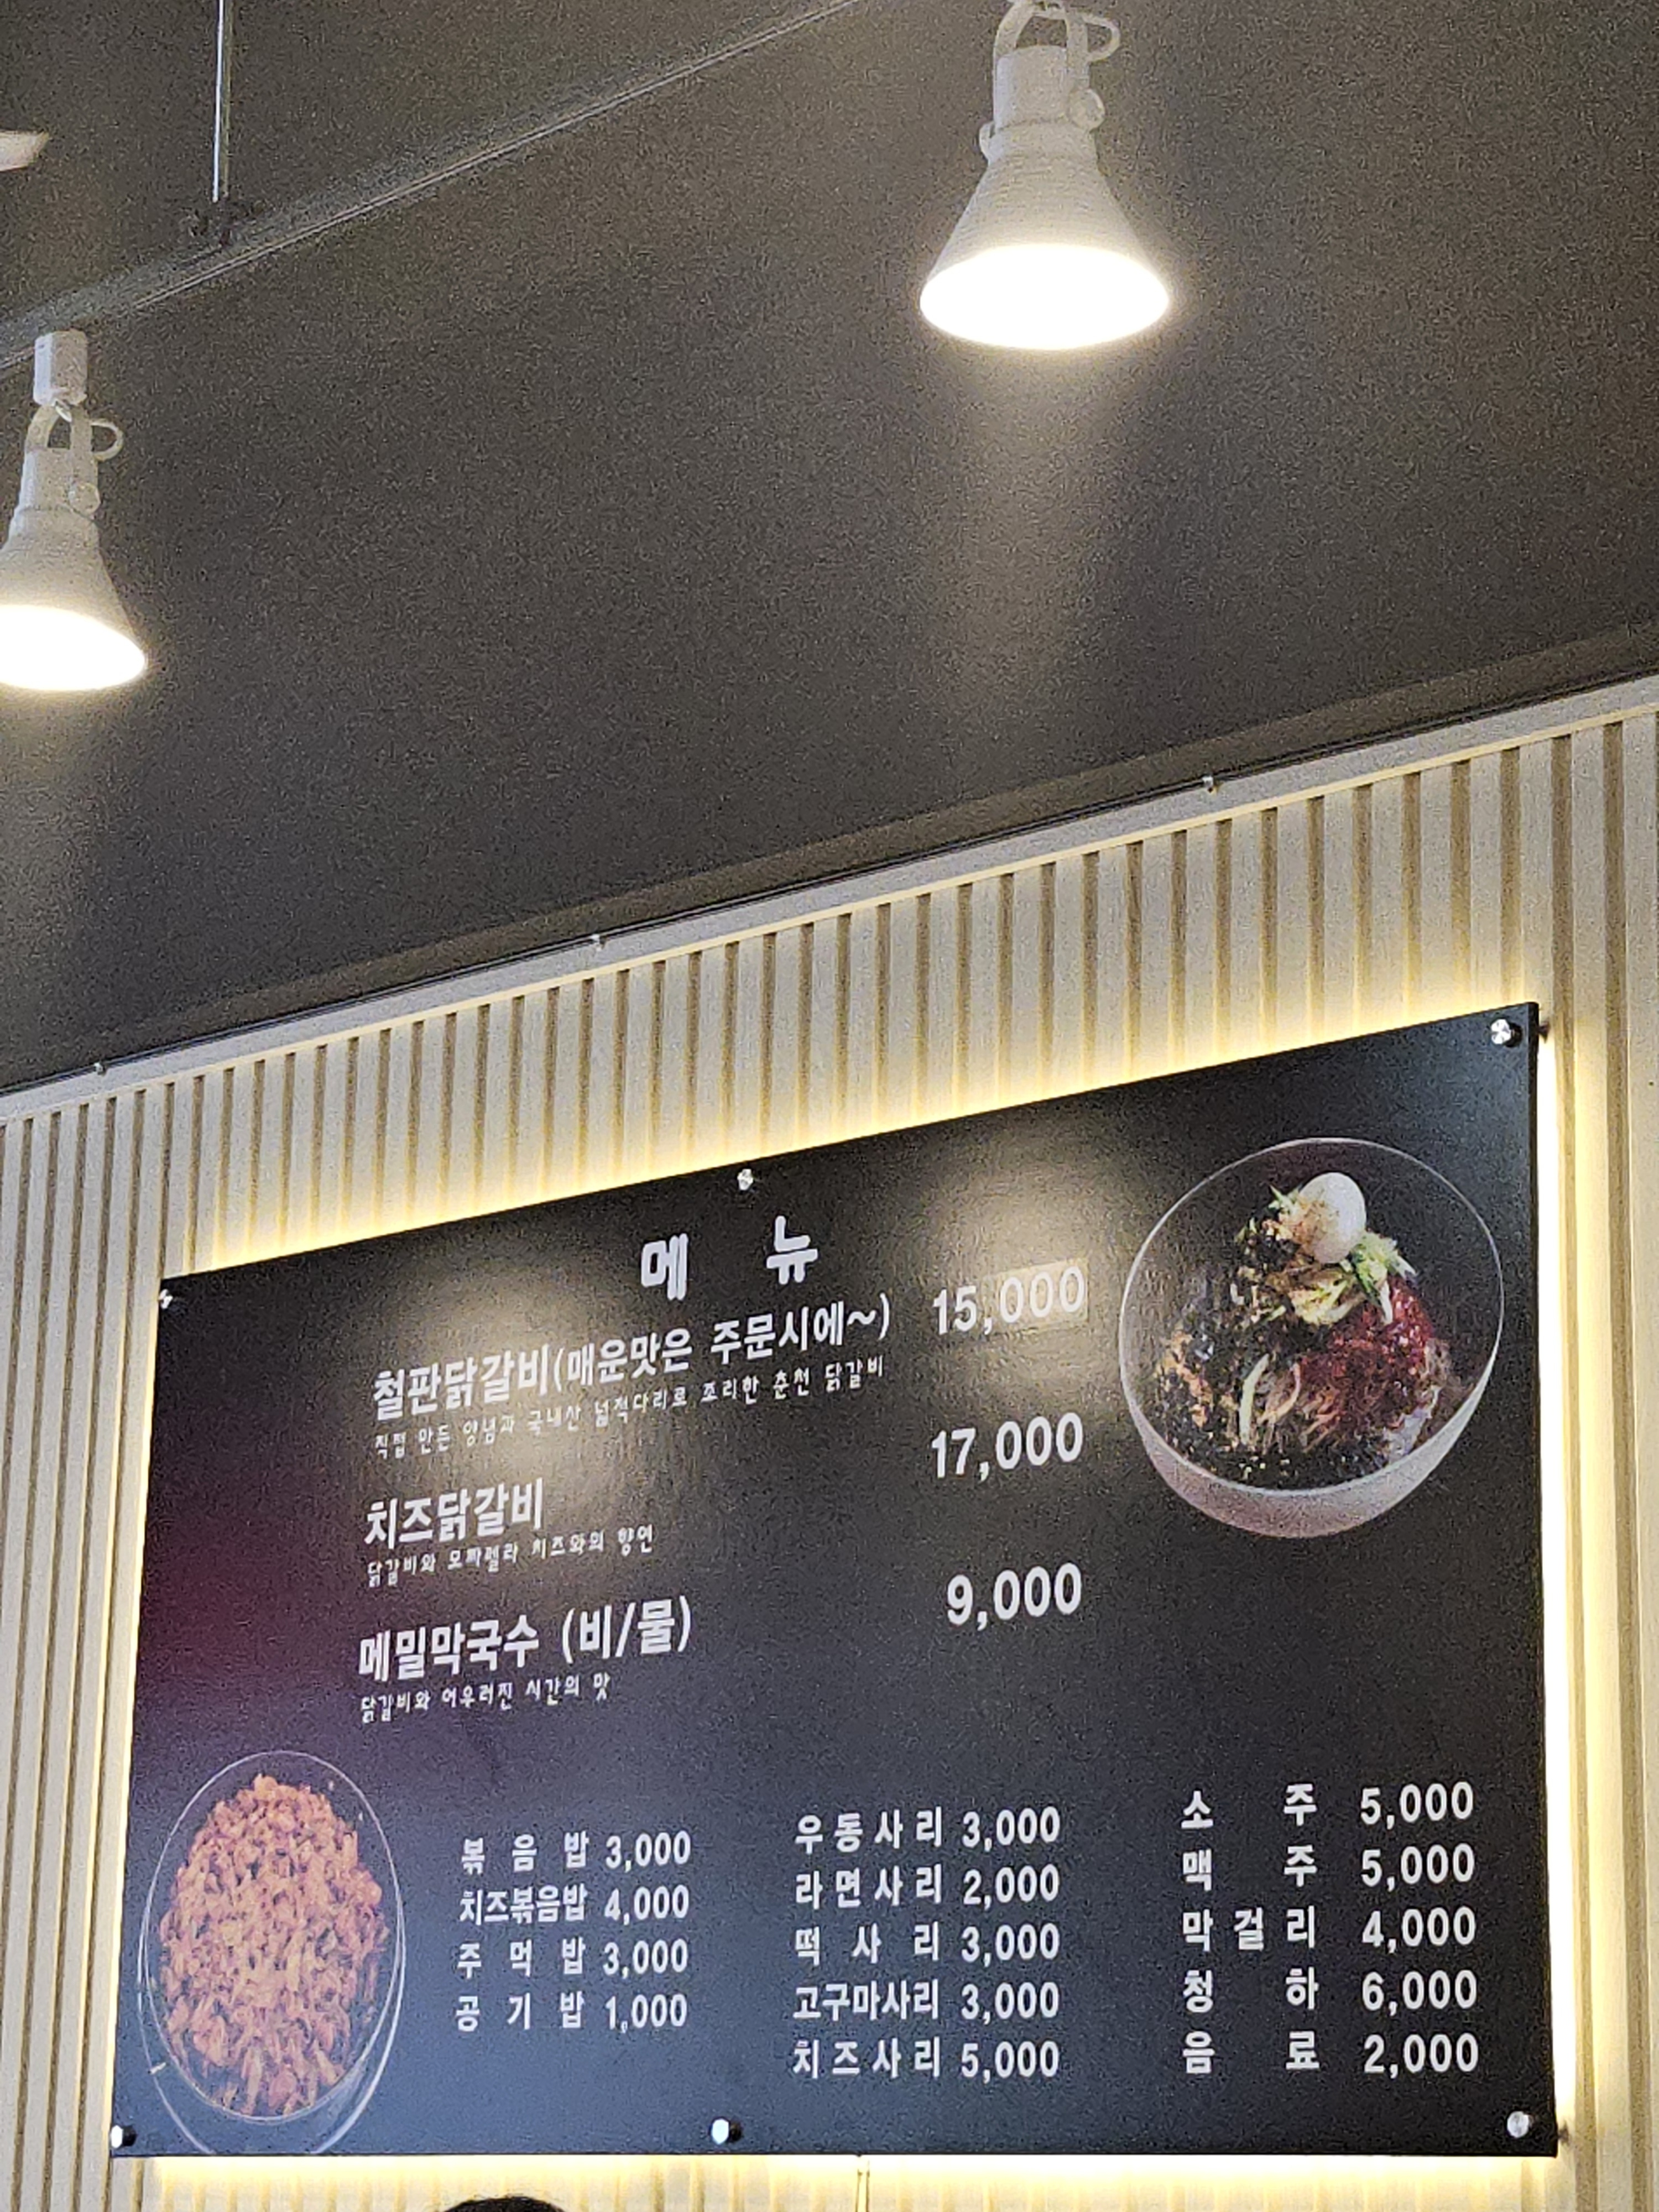 메 뉴
철판닭갈비(매운맛은 주문시에~) 15,000
직접 만든 양념과 국내산 넓적다리로 조리한 춘천 닭갈비
치즈닭갈비 17,000
닭갈비와 모짜렐라 치즈와의 향연
메밀막국수 (비/물) 9,000
닭갈비와 어우러진 시간의 맛
볶 음 밥 3,000
치즈볶음밥 4,000
주 먹 밥 3,000
공 기 밥 1,000
우동사리 3,000
라면사리 2,000
떡 사 리 3,000
고구마사리 3,000
치즈사리 5,000
소 주 5,000
맥 주 5,000
막 걸 리 4,000
청 하 6,000
음 료 2,000